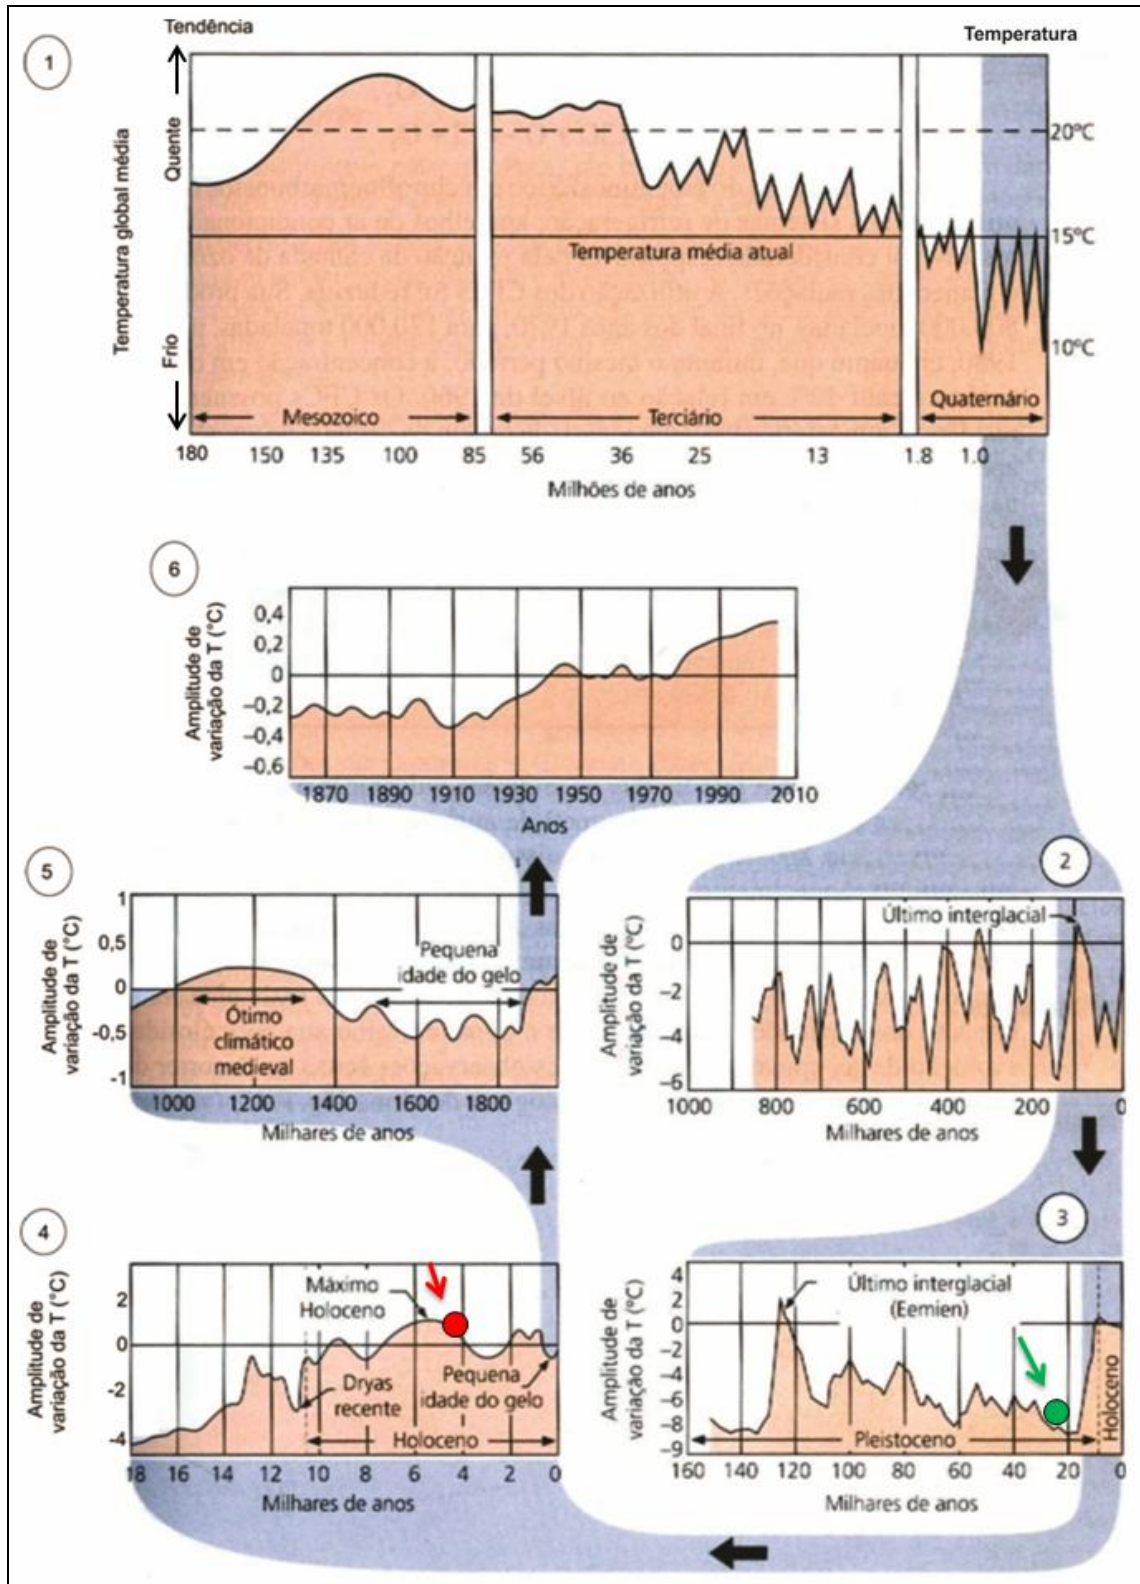 Tendência
Temperatura
1
Temperatura global média
Quente
Frio
20ºC
15ºC
10ºC
Temperatura média atual
Mesozoico
Terciário
Quaternário
180 150 135 100 85 56 36 25 13 1.8 1.0
Milhões de anos
6
Amplitude de
variação da T (°C)
0,4
0,2
0
–0,2
–0,4
–0.6
1870 1890 1910 1930 1950 1970 1990 2010
Anos
5
Amplitude de
variação da T (°C)
1
0,5
0
-0,5
-1
Pequena
idade do gelo
Ótimo
climático
medieval
1000 1200 1400 1600 1800
Milhares de anos
2
Amplitude de
variação da T (°C)
0
–2
–4
–6
Último interglacial
1000 800 600 400 200 0
Milhares de anos
4
Amplitude de
variação da T (°C)
2
0
-2
-4
Máximo
Holoceno
Dryas
recente
Pequena
idade do gelo
Holoceno
18 16 14 12 10 8 6 4 2 0
Milhares de anos
3
Amplitude de
variação da T (°C)
4
2
0
–2
–4
–6
–8
–9
Último interglacial
(Eemien)
Pleistoceno
Holoceno
160 140 120 100 80 60 40 20 0
Milhares de anos